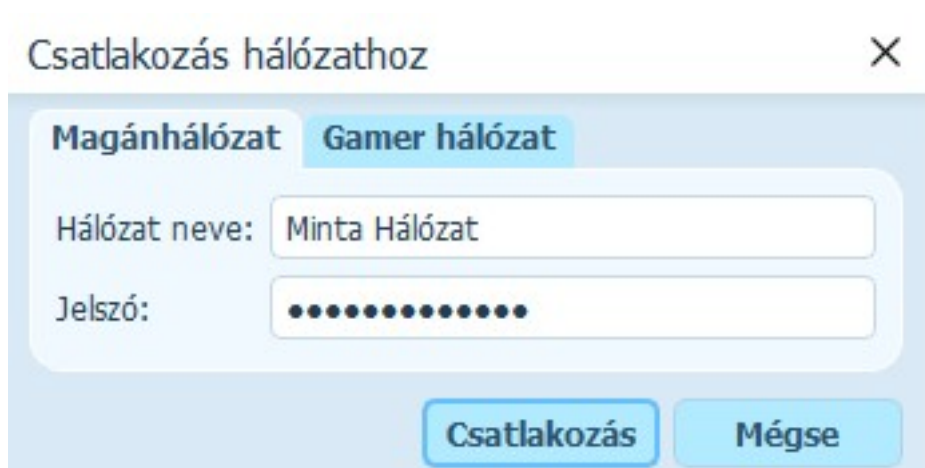 Csatlakozás hálózathoz
Magánhálózat Gamer hálózat
Hálózat neve: Minta Hálózat
Jelszó: •••••••••••••
Csatlakozás Mégse